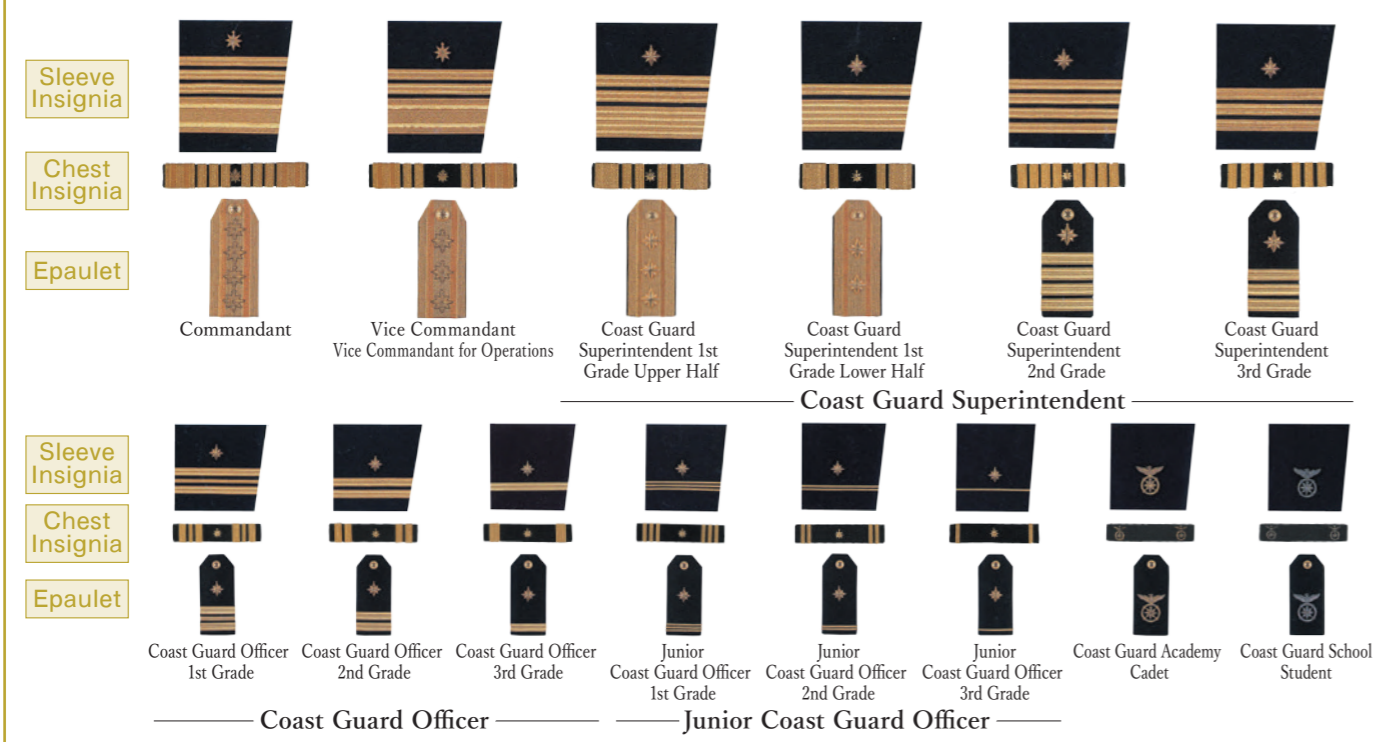 Sleeve
Insignia
Chest
Insignia
Epaulet
Commandant
Vice Commandant
Vice Commandant for Operations
Coast Guard
Superintendent 1st
Grade Upper Half
Coast Guard
Superintendent 1st
Grade Lower Half
Coast Guard
Superintendent
2nd Grade
Coast Guard
Superintendent
3rd Grade
Coast Guard Superintendent
Sleeve
Insignia
Chest
Insignia
Epaulet
Coast Guard Officer
1st Grade
Coast Guard Officer
2nd Grade
Coast Guard Officer
3rd Grade
Junior
Coast Guard Officer
1st Grade
Junior
Coast Guard Officer
2nd Grade
Junior
Coast Guard Officer
3rd Grade
Coast Guard Academy
Cadet
Coast Guard School
Student
Coast Guard Officer
Junior Coast Guard Officer